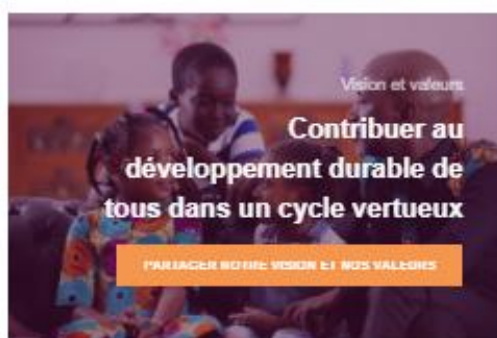 Vision et valeurs
Contribuer au
développement durable de
tous dans un cycle vertueux
PARTAGER NOTRE VISION ET NOS VALEURS